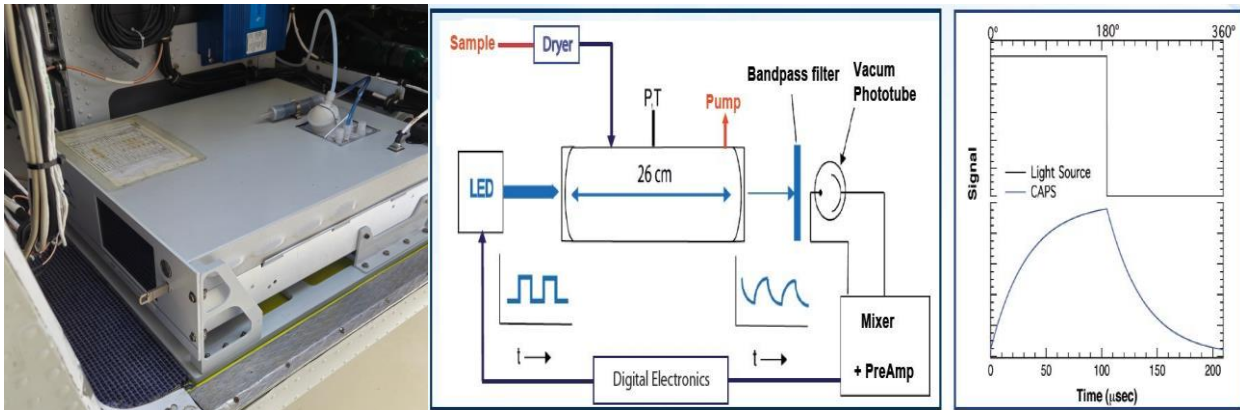 Sample
Dryer
Bandpass filter
Vacum
Phototube
P,T
Pump
LED
26 cm
t
t
Mixer
+ PreAmp
Digital Electronics
0°
180°
360°
Signal
Light Source
CAPS
0
50
100
150
200
Time (µsec)